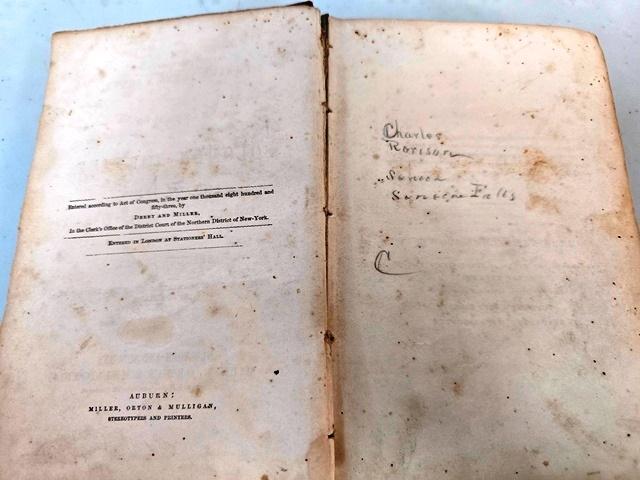 Entered according to Act of Congress, in the year one thousand eight hundred and
fifty-three, by
DERBY AND MILLER,
In the Clerk's Office of the District Court of the Northern District of New-York.
ENTERED IN LONDON AT STATIONERS' HALL.
AUBURN:
MILLER, ORTON & MULLIGAN,
STEREOTYPERS AND PRINTERS.
Charles
Rorison
Seneca
Seneca Falls
C